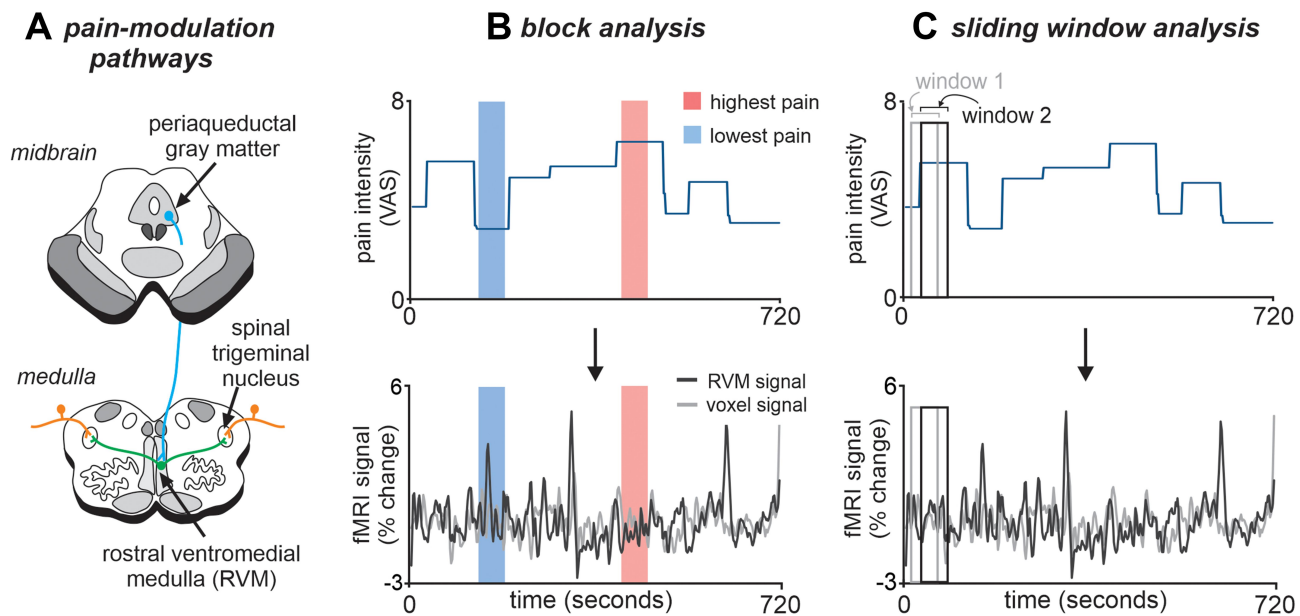 A pain-modulation
pathways
periaqueductal
gray matter
midbrain
spinal
trigeminal
nucleus
medulla
rostral ventromedial
medulla (RVM)
B block analysis
8
highest pain
lowest pain
pain intensity
(VAS)
0
0
720
6
RVM signal
voxel signal
fMRI signal
(% change)
-3
0
time (seconds)
720
C sliding window analysis
window 1
8
window 2
pain intensity
(VAS)
0
0
720
6
fMRI signal
(% change)
-3
0
time (seconds)
720